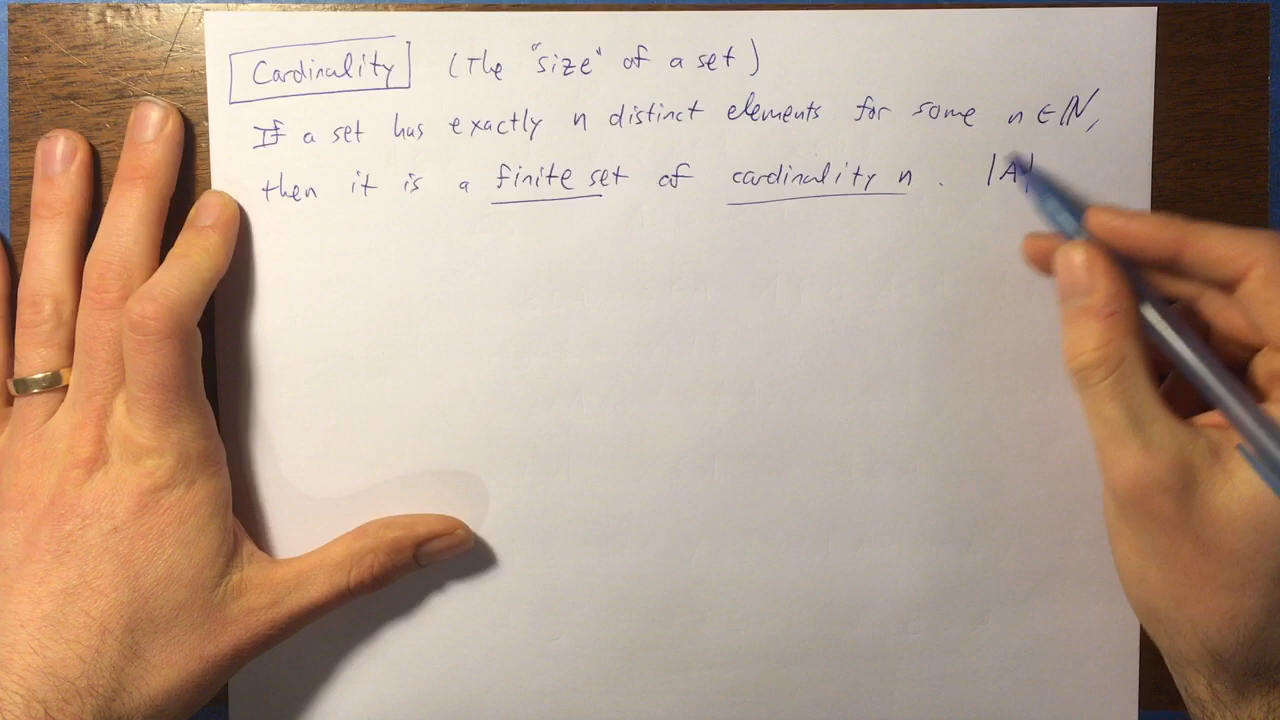 Cardinality (The "size" of a set)
If a set has exactly n distinct elements for some n∈ℕ,
then it is a finite set of cardinality n. |A|